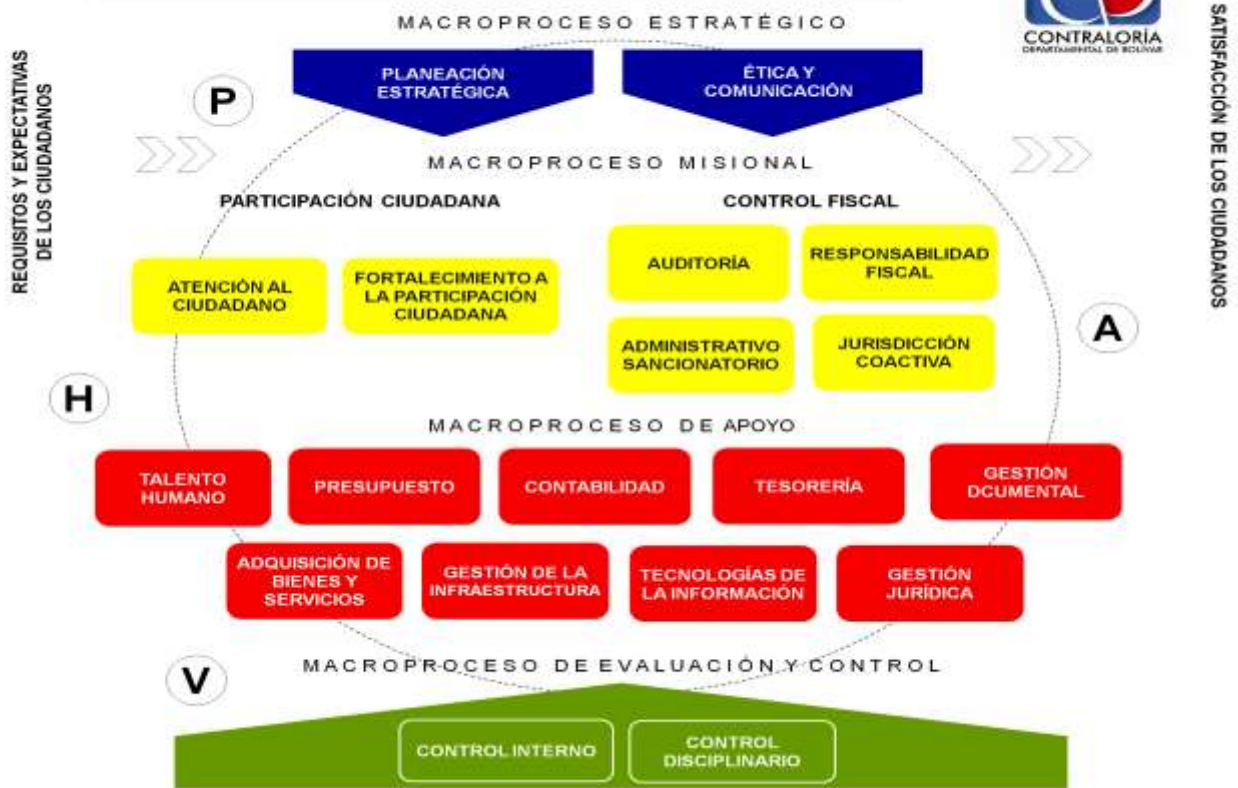 MACROPROCESO ESTRATÉGICO
CONTRALORÍA
DEPARTAMENTAL DE BOLÍVAR
REQUISITOS Y EXPECTATIVAS
DE LOS CIUDADANOS
SATISFACCIÓN DE LOS CIUDADANOS
PLANEACIÓN
ESTRATÉGICA
ÉTICA Y
COMUNICACIÓN
P
MACROPROCESO MISIONAL
PARTICIPACIÓN CIUDADANA
CONTROL FISCAL
ATENCIÓN AL
CIUDADANO
FORTALECIMIENTO A
LA PARTICIPACIÓN
CIUDADANA
AUDITORÍA
RESPONSABILIDAD
FISCAL
ADMINISTRATIVO
SANCIONATORIO
JURISDICCIÓN
COACTIVA
A
H
MACROPROCESO DE APOYO
TALENTO
HUMANO
PRESUPUESTO
CONTABILIDAD
TESORERÍA
GESTIÓN
DCUMENTAL
ADQUISICIÓN DE
BIENES Y
SERVICIOS
GESTIÓN DE LA
INFRAESTRUCTURA
TECNOLOGÍAS DE
LA INFORMACIÓN
GESTIÓN
JURÍDICA
V
MACROPROCESO DE EVALUACIÓN Y CONTROL
CONTROL INTERNO
CONTROL
DISCIPLINARIO